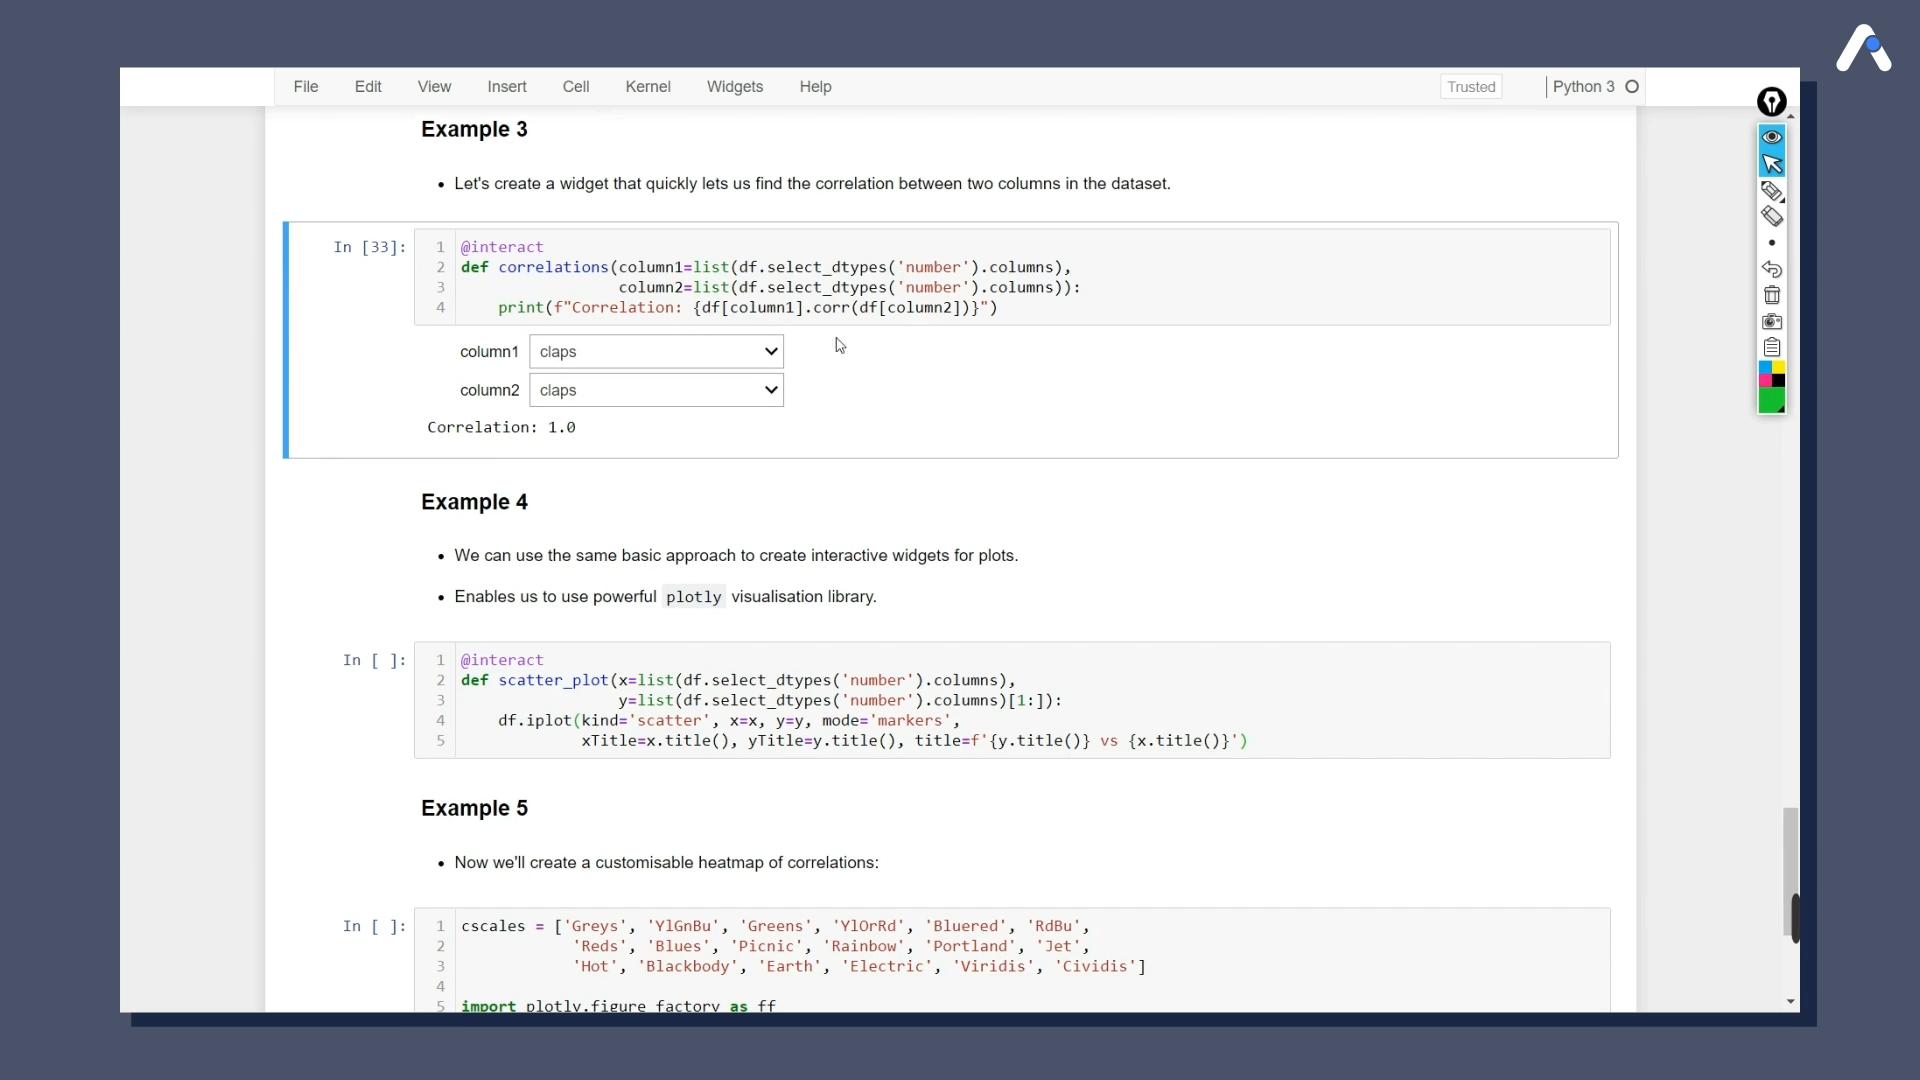 File Edit View Insert Cell Kernel Widgets Help Trusted Python 3
Example 3
• Let's create a widget that quickly lets us find the correlation between two columns in the dataset.
In [33]:
1 @interact
2 def correlations(column1=list(df.select_dtypes('number').columns),
3 column2=list(df.select_dtypes('number').columns)):
4 print(f"Correlation: {df[column1].corr(df[column2])}")
column1 claps
column2 claps
Correlation: 1.0
Example 4
• We can use the same basic approach to create interactive widgets for plots.
• Enables us to use powerful plotly visualisation library.
In [ ]:
1 @interact
2 def scatter_plot(x=list(df.select_dtypes('number').columns),
3 y=list(df.select_dtypes('number').columns)[1:]):
4 df.iplot(kind='scatter', x=x, y=y, mode='markers',
5 xTitle=x.title(), yTitle=y.title(), title=f'{y.title()} vs {x.title()}')
Example 5
• Now we'll create a customisable heatmap of correlations:
In [ ]:
1 cscales = ['Greys', 'YlGnBu', 'Greens', 'YlOrRd', 'Bluered', 'RdBu',
2 'Reds', 'Blues', 'Picnic', 'Rainbow', 'Portland', 'Jet',
3 'Hot', 'Blackbody', 'Earth', 'Electric', 'Viridis', 'Cividis']
4
5 import plotly.figure_factory as ff